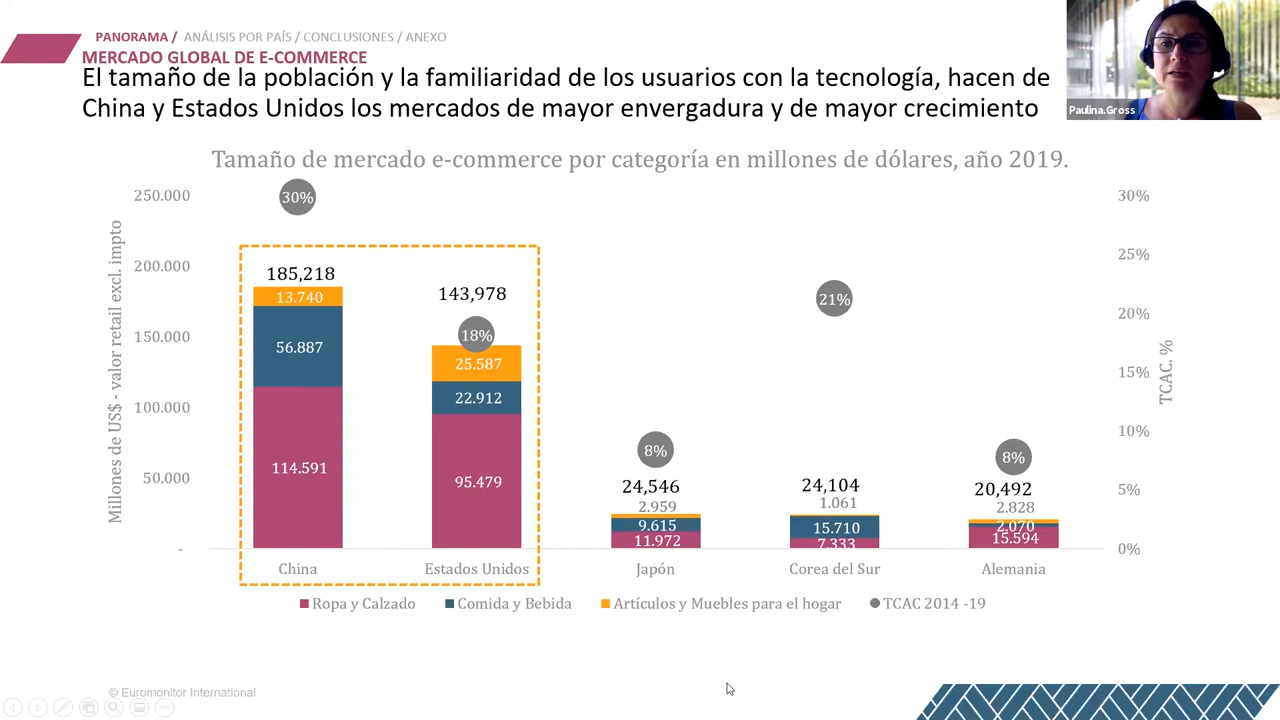 PANORAMA / ANÁLISIS POR PAÍS / CONCLUSIONES / ANEXO
MERCADO GLOBAL DE E-COMMERCE
El tamaño de la población y la familiaridad de los usuarios con la tecnología, hacen de
China y Estados Unidos los mercados de mayor envergadura y de mayor crecimiento
Paulina.Gross
Tamaño de mercado e-commerce por categoría en millones de dólares, año 2019.
Millones de US$ - valor retail excl. impto
250.000
200.000
150.000
100.000
50.000
-
30%
185,218
13.740
56.887
114.591
143,978
18%
25.587
22.912
95.479
8%
24,546
2.959
9.615
11.972
21%
24,104
1.061
15.710
7.333
8%
20,492
2.828
2.070
15.594
30%
25%
20%
15%
10%
5%
0%
TCAC. %
China
Estados Unidos
Japón
Corea del Sur
Alemania
Ropa y Calzado
Comida y Bebida
Artículos y Muebles para el hogar
TCAC 2014 -19
© Euromonitor International